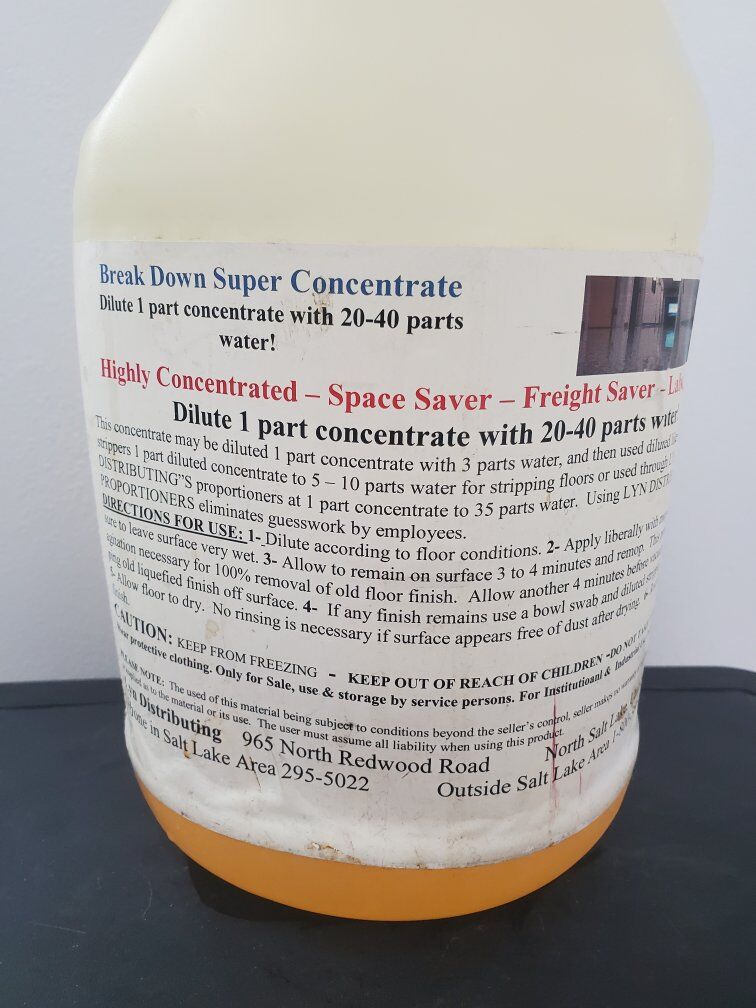 Break Down Super Concentrate
Dilute 1 part concentrate with 20-40 parts
water!
Highly Concentrated – Space Saver – Freight Saver -
Dilute 1 part concentrate with 20-40 parts water
This concentrate may be diluted 1 part concentrate with 3 parts water, and then used diluted
strippers 1 part diluted concentrate to 5 – 10 parts water for stripping floors or used through
DISTRIBUTING"S proportioners at 1 part concentrate to 35 parts water. Using LYN
PROPORTIONERS eliminates guesswork by employees.
DIRECTIONS FOR USE: 1- Dilute according to floor conditions. 2- Apply liberally with
sure to leave surface very wet. 3- Allow to remain on surface 3 to 4 minutes and remop.
necessary for 100% removal of old floor finish. Allow another 4 minutes before
old liquefied finish off surface. 4- If any finish remains use a bowl swab and diluted
Allow floor to dry. No rinsing is necessary if surface appears free of dust after drying.
finish.
CAUTION: KEEP FROM FREEZING - KEEP OUT OF REACH OF CHILDREN -DO NOT
protective clothing. Only for Sale, use & storage by service persons. For Institutioanl & Industrial
NOTE: The used of this material being subject to conditions beyond the seller's control, seller makes no
to the material or its use. The user must assume all liability when using this product.
Distributing 965 North Redwood Road North Salt Lake
in Salt Lake Area 295-5022 Outside Salt Lake Area